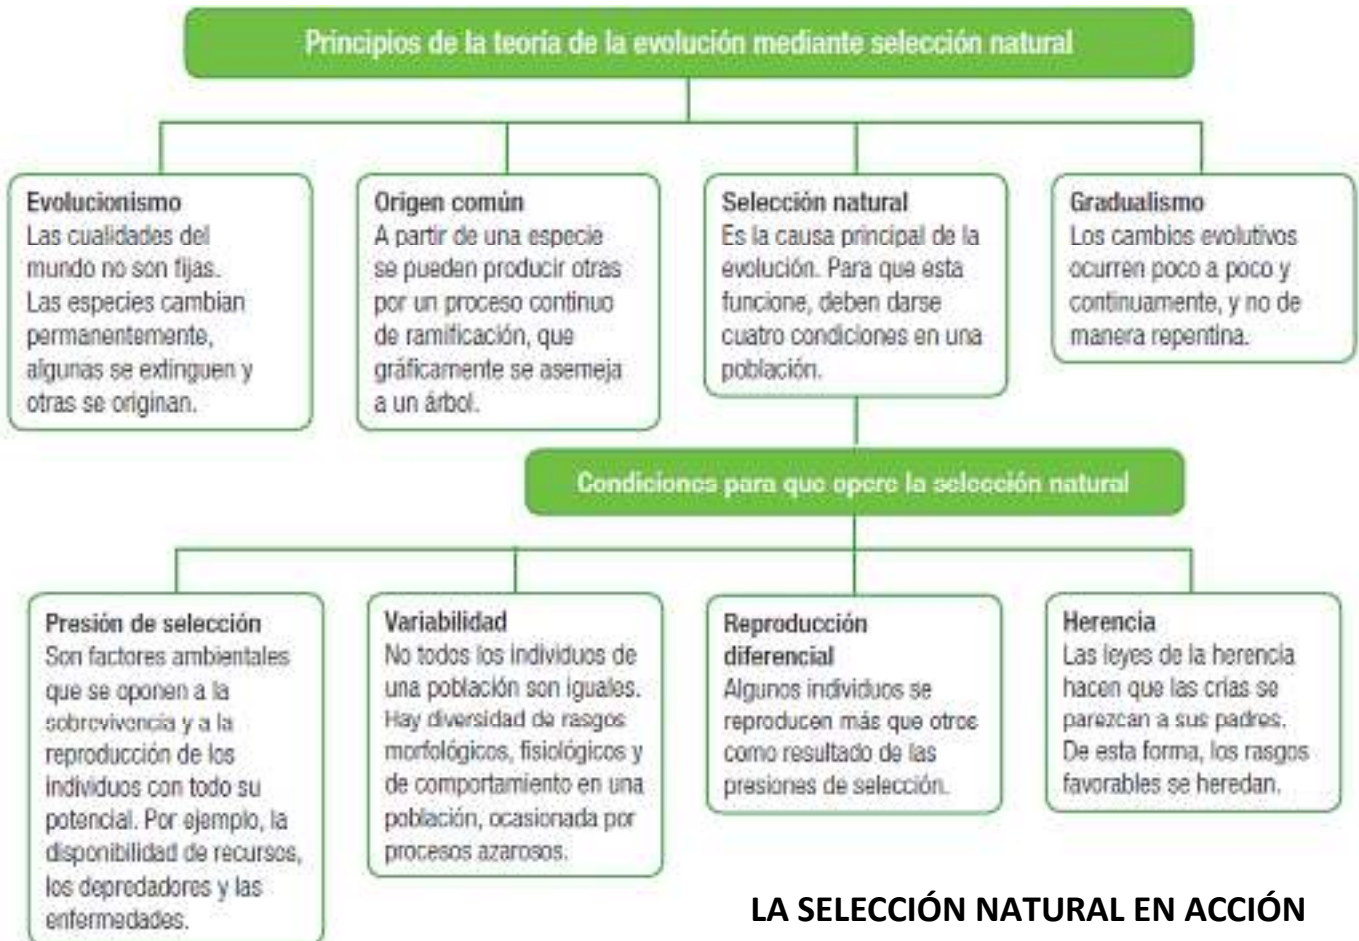 Principios de la teoría de la evolución mediante selección natural
Evolucionismo
Las cualidades del
mundo no son fijas.
Las especies cambian
permanentemente,
algunas se extinguen y
otras se originan.
Origen común
A partir de una especie
se pueden producir otras
por un proceso continuo
de ramificación, que
gráficamente se asemeja
a un árbol.
Selección natural
Es la causa principal de la
evolución. Para que esta
funcione, deben darse
cuatro condiciones en una
población.
Gradualismo
Los cambios evolutivos
ocurren poco a poco y
continuamente, y no de
manera repentina.
Condiciones para que opere la selección natural
Presión de selección
Son factores ambientales
que se oponen a la
sobrevivencia y a la
reproducción de los
individuos con todo su
potencial. Por ejemplo, la
disponibilidad de recursos,
los depredadores y las
enfermedades.
Variabilidad
No todos los individuos de
una población son iguales.
Hay diversidad de rasgos
morfológicos, fisiológicos y
de comportamiento en una
población, ocasionada por
procesos azarosos.
Reproducción
diferencial
Algunos individuos se
reproducen más que otros
como resultado de las
presiones de selección.
Herencia
Las leyes de la herencia
hacen que las crías se
parezcan a sus padres.
De esta forma, los rasgos
favorables se heredan.
LA SELECCIÓN NATURAL EN ACCIÓN